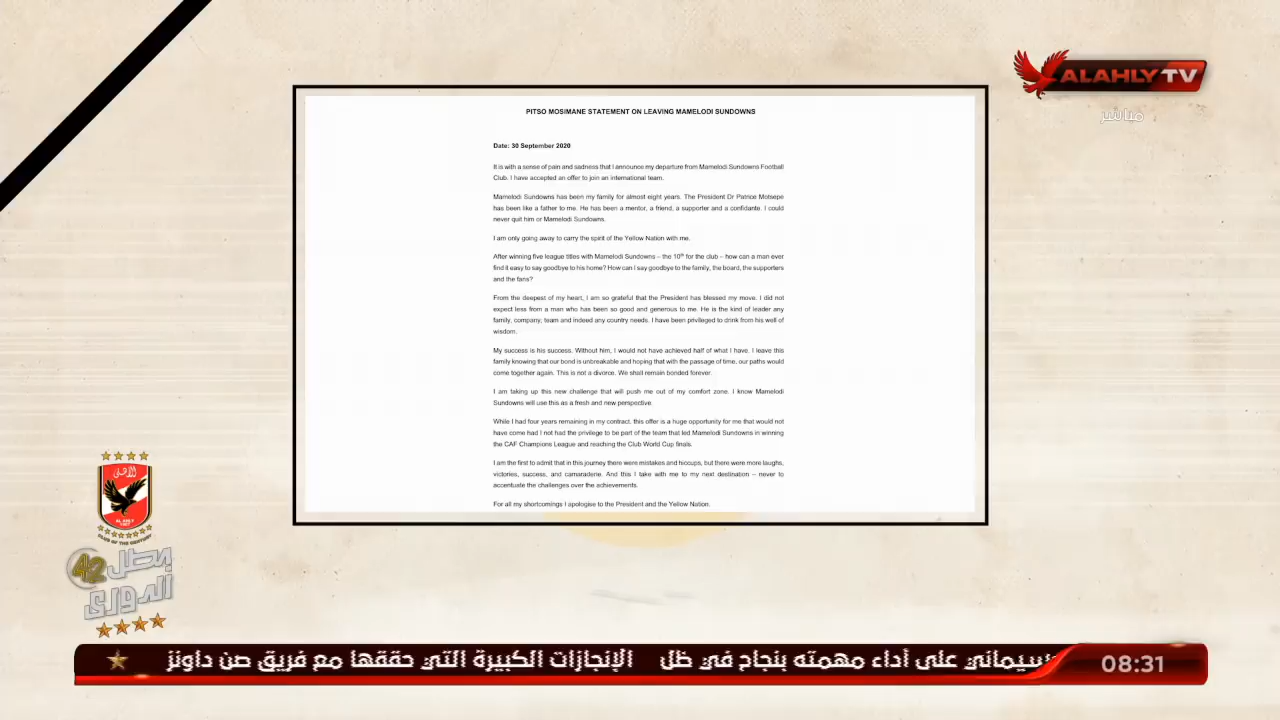 ALAHLY TV
مباشر
PITSO MOSIMANE STATEMENT ON LEAVING MAMELODI SUNDOWNS
Date: 30 September 2020
It is with a sense of pain and sadness that I announce my departure from Mamelodi Sundowns Football
Club. I have accepted an offer to join an international team.
Mamelodi Sundowns has been my family for almost eight years. The President Dr Patrice Motsepe
has been like a father to me. He has been a mentor, a friend, a supporter and a confidante. I could
never quit him or Mamelodi Sundowns.
I am only going away to carry the spirit of the Yellow Nation with me.
After winning five league titles with Mamelodi Sundowns – the 10th for the club – how can a man ever
find it easy to say goodbye to his home? How can I say goodbye to the family, the board, the supporters
and the fans?
From the deepest of my heart, I am so grateful that the President has blessed my move. I did not
expect less from a man who has been so good and generous to me. He is the kind of leader any
family, company, team and indeed any country needs. I have been privileged to drink from his well of
wisdom.
My success is his success. Without him, I would not have achieved half of what I have. I leave this
family knowing that our bond is unbreakable and hoping that with the passage of time, our paths would
come together again. This is not a divorce. We shall remain bonded forever.
I am taking up this new challenge that will push me out of my comfort zone. I know Mamelodi
Sundowns will use this as a fresh and new perspective.
While I had four years remaining in my contract, this offer is a huge opportunity for me that would not
have come had I not had the privilege to be part of the team that led Mamelodi Sundowns in winning
the CAF Champions League and reaching the Club World Cup finals.
I am the first to admit that in this journey there were mistakes and hiccups, but there were more laughs,
victories, success, and camaraderie. And this I take with me to my next destination – never to
accentuate the challenges over the achievements.
For all my shortcomings I apologise to the President and the Yellow Nation.
الأهلي
AL AHLY
1907
CLUB OF THE CENTURY
بطل
42
الدوري
سيماني على أداء مهمته بنجاح في ظل الإنجازات الكبيرة التي حققها مع فريق صن داونز
08:31